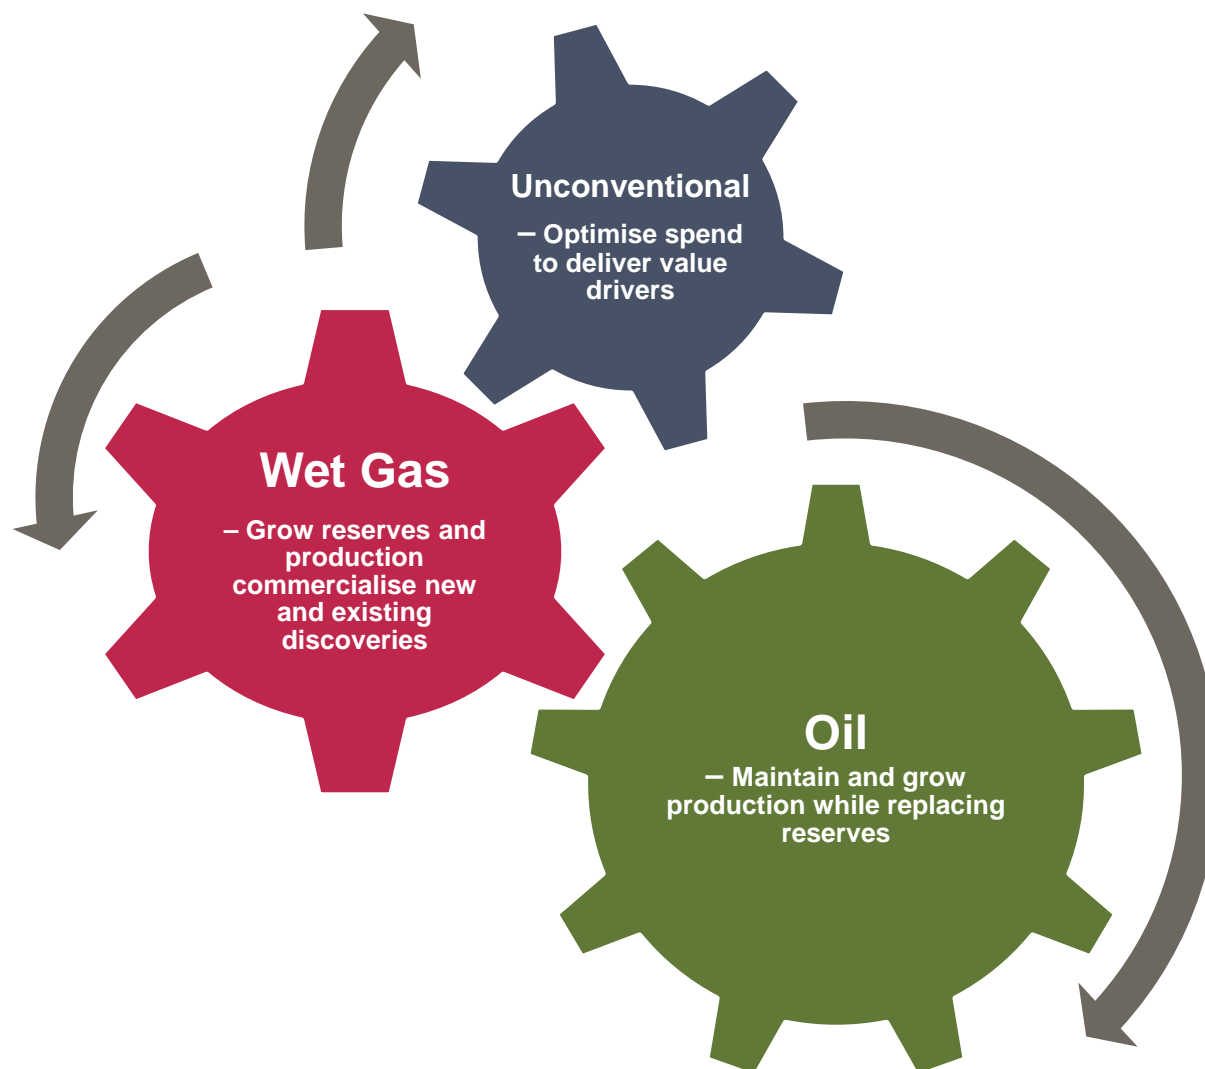 Unconventional
– Optimise spend
to deliver value
drivers
Wet Gas
– Grow reserves and
production
commercialise new
and existing
discoveries
Oil
– Maintain and grow
production while replacing
reserves